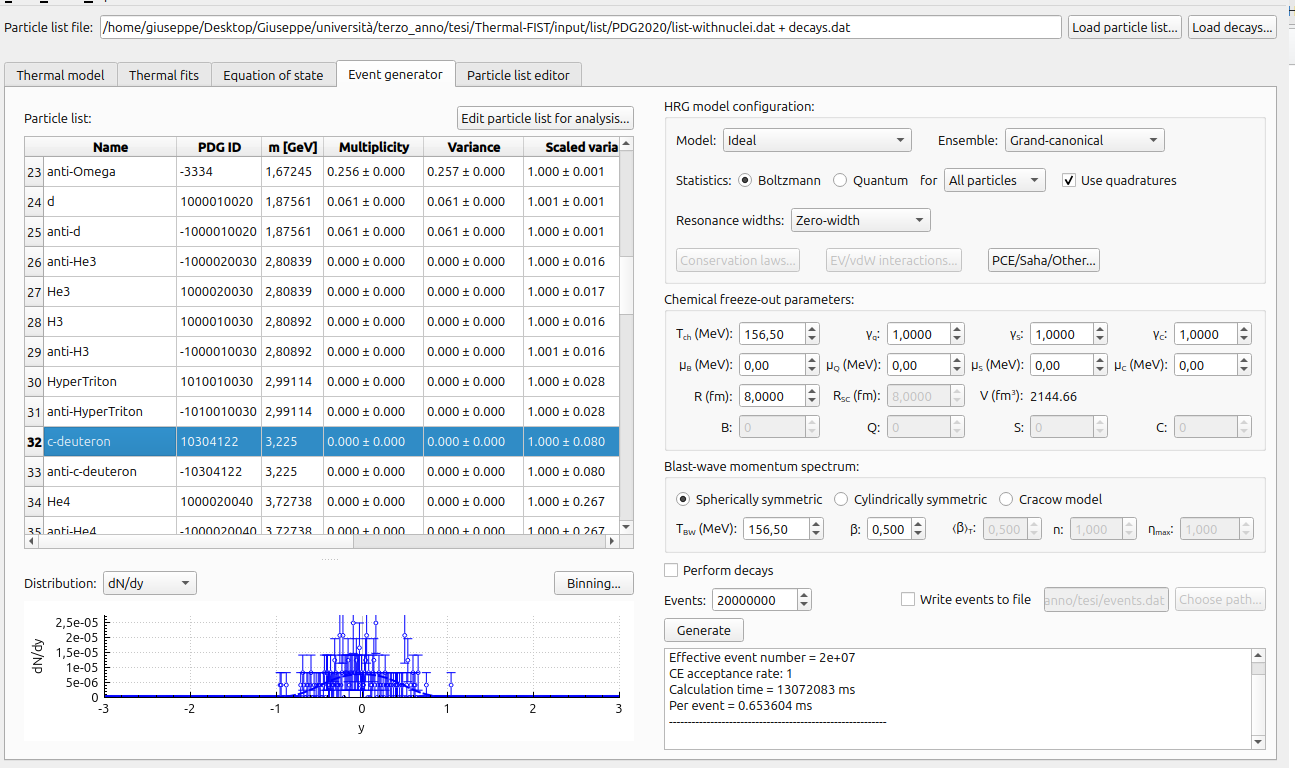 Particle list file: /home/giuseppe/Desktop/Giuseppe/università/terzo_anno/tesi/Thermal-FIST/input/list/PDG2020/list-withnuclei.dat + decays.dat Load particle list... Load decays...
Thermal model Thermal fits Equation of state Event generator Particle list editor
Particle list: Edit particle list for analysis...
Name PDG ID m [GeV] Multiplicity Variance Scaled varia
23 anti-Omega -3334 1,67245 0.256 ± 0.000 0.257 ± 0.000 1.000 ± 0.001
24 d 1000010020 1,87561 0.061 ± 0.000 0.061 ± 0.000 1.001 ± 0.001
25 anti-d -1000010020 1,87561 0.061 ± 0.000 0.061 ± 0.000 1.000 ± 0.001
26 anti-He3 -1000020030 2,80839 0.000 ± 0.000 0.000 ± 0.000 1.000 ± 0.016
27 He3 1000020030 2,80839 0.000 ± 0.000 0.000 ± 0.000 1.000 ± 0.017
28 H3 1000010030 2,80892 0.000 ± 0.000 0.000 ± 0.000 1.000 ± 0.016
29 anti-H3 -1000010030 2,80892 0.000 ± 0.000 0.000 ± 0.000 1.001 ± 0.016
30 HyperTriton 1010010030 2,99114 0.000 ± 0.000 0.000 ± 0.000 1.000 ± 0.028
31 anti-HyperTriton -1010010030 2,99114 0.000 ± 0.000 0.000 ± 0.000 1.000 ± 0.028
32 c-deuteron 10304122 3,225 0.000 ± 0.000 0.000 ± 0.000 1.000 ± 0.080
33 anti-c-deuteron -10304122 3,225 0.000 ± 0.000 0.000 ± 0.000 1.000 ± 0.080
34 He4 1000020040 3,72738 0.000 ± 0.000 0.000 ± 0.000 1.000 ± 0.267
35 anti-He4 -1000020040 3,72738 0.000 ± 0.000 0.000 ± 0.000 1.000 ± 0.267
Distribution: dN/dy Binning...
2,5e-05
2e-05
1,5e-05
1e-05
5e-06
0
dN/dy
-3 -2 -1 0 1 2 3
y
HRG model configuration:
Model: Ideal Ensemble: Grand-canonical
Statistics: Boltzmann Quantum for All particles Use quadratures
Resonance widths: Zero-width
Conservation laws... EV/vdW interactions... PCE/Saha/Other...
Chemical freeze-out parameters:
Tch (MeV): 156,50 γq: 1,0000 γS: 1,0000 γC: 1,0000
μB (MeV): 0,00 μQ (MeV): 0,00 μS (MeV): 0,00 μC (MeV): 0,00
R (fm): 8,0000 RSC (fm): 8,0000 V (fm³): 2144.66
B: 0 Q: 0 S: 0 C: 0
Blast-wave momentum spectrum:
Spherically symmetric Cylindrically symmetric Cracow model
TBW (MeV): 156,50 β: 0,500 ⟨β⟩T: 0,500 n: 1,000 ηmax: 1,000
Perform decays
Events: 20000000 Write events to file anno/tesi/events.dat Choose path...
Generate
Effective event number = 2e+07
CE acceptance rate: 1
Calculation time = 13072083 ms
Per event = 0.653604 ms
----------------------------------------------------------